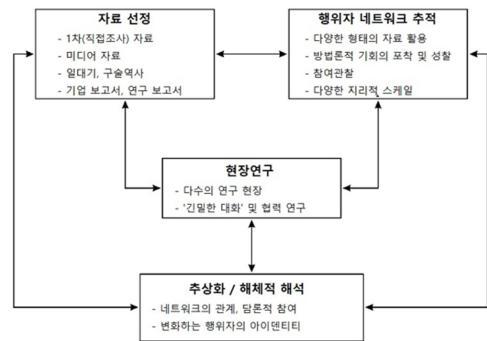 자료 선정
- 1차(직접조사) 자료
- 미디어 자료
- 일대기, 구술역사
- 기업 보고서, 연구 보고서
행위자 네트워크 추적
- 다양한 형태의 자료 활용
- 방법론적 기회의 포착 및 성찰
- 참여관찰
- 다양한 지리적 스케일
현장연구
- 다수의 연구 현장
- '긴밀한 대화' 및 협력 연구
추상화 / 해체적 해석
- 네트워크의 관계, 담론적 참여
- 변화하는 행위자의 아이덴티티